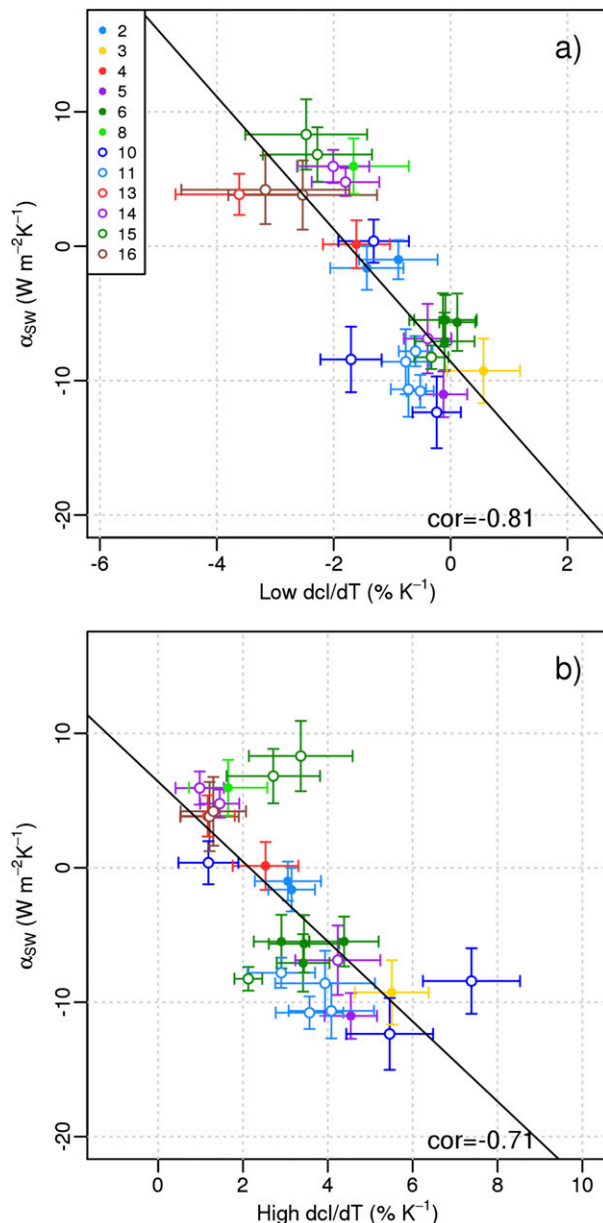 a)
2
3
4
5
6
8
10
11
13
14
15
16
10
0
-10
-20
α_SW (W m⁻²K⁻¹)
cor=-0.81
-6 -4 -2 0 2
Low dcl/dT (% K⁻¹)
b)
10
0
-10
-20
α_SW (W m⁻²K⁻¹)
cor=-0.71
0 2 4 6 8 10
High dcl/dT (% K⁻¹)